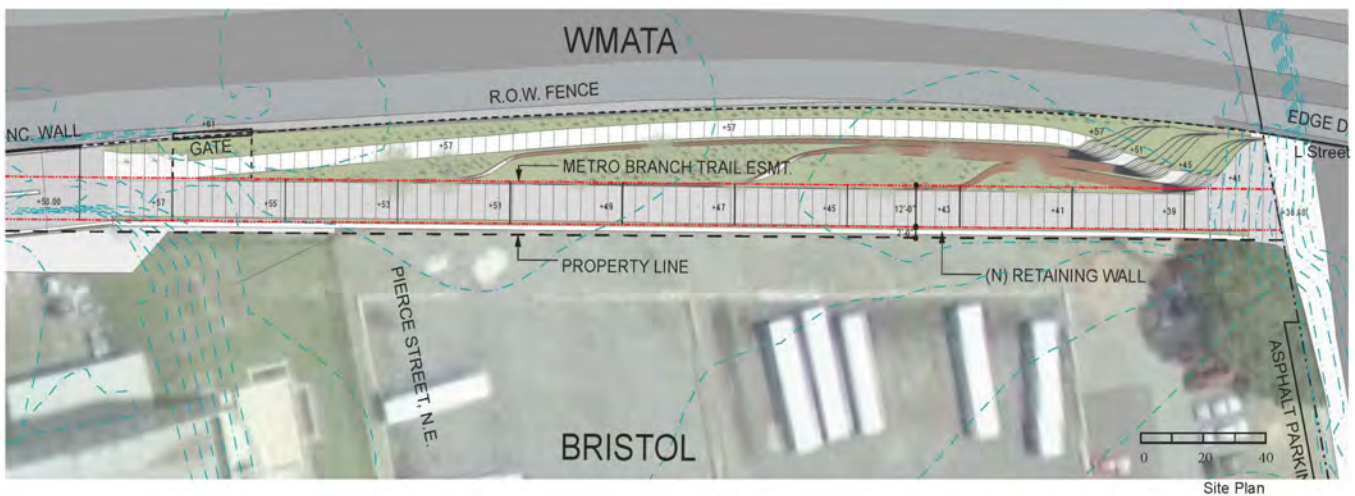 WMATA
R.O.W. FENCE
NC. WALL
+61
GATE
EDGE D
L Street
+57
+57
+57
+51
+45
+41
METRO BRANCH TRAIL ESMT.
+58.00
+57
+55
+53
+51
+49
+47
+45
12'-0"
+43
+41
+39
PROPERTY LINE
(N) RETAINING WALL
PIERCE STREET, N.E.
ASPHALT PARKIN
BRISTOL
0 20 40
Site Plan